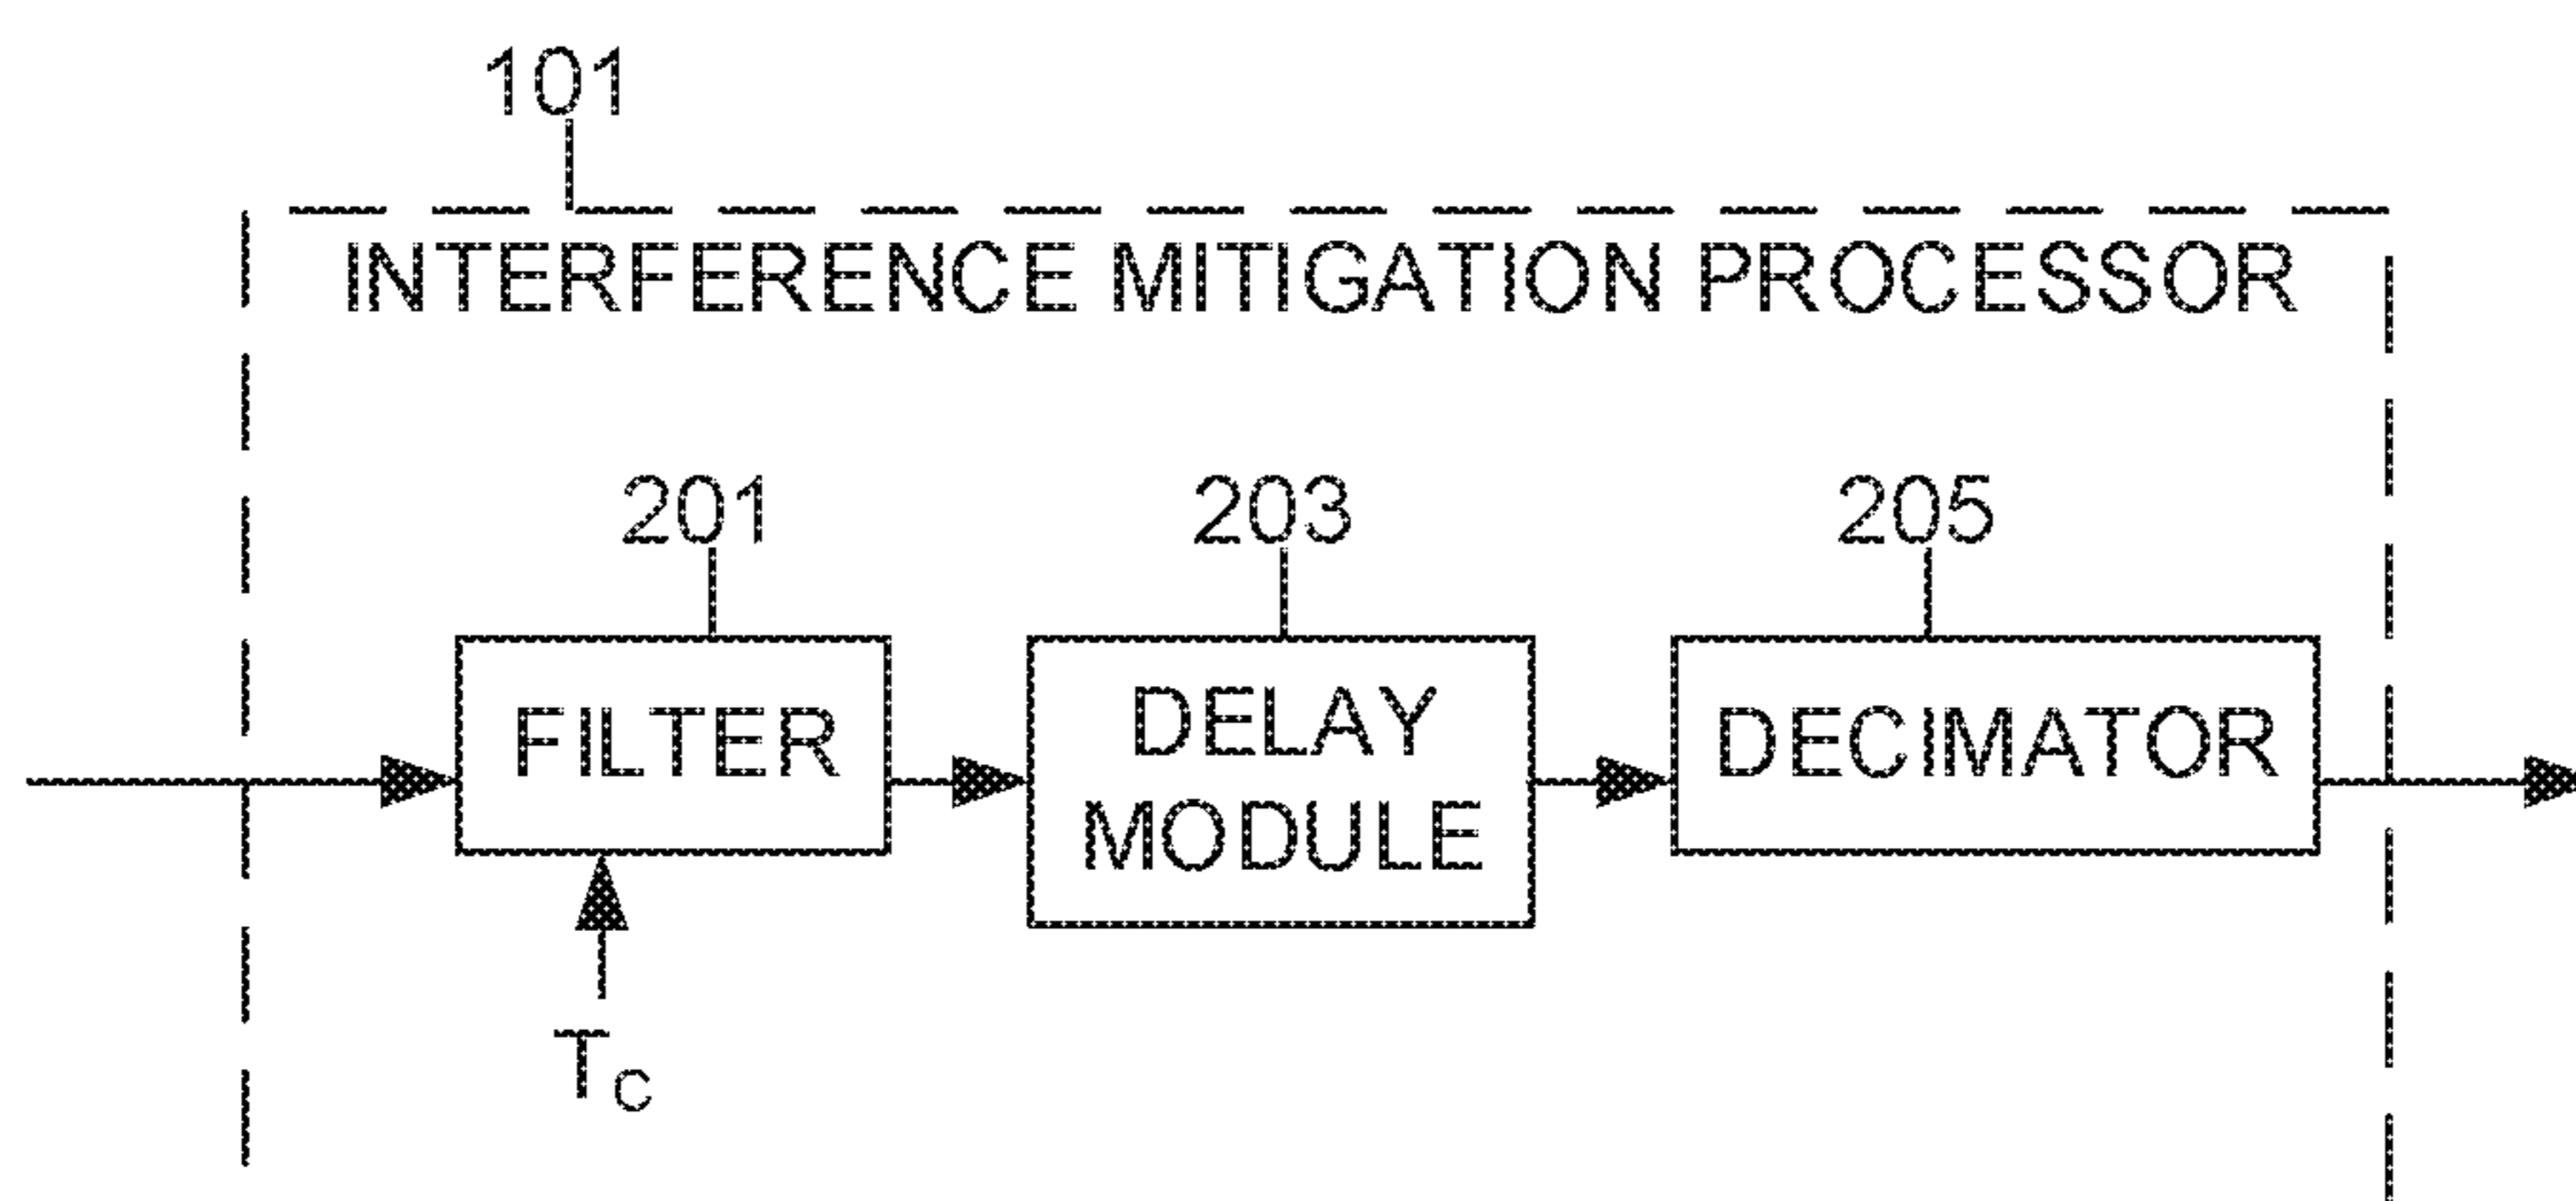 101
INTERFERENCE MITIGATION PROCESSOR
201
203
205
FILTER
DELAY
MODULE
DECIMATOR
TC